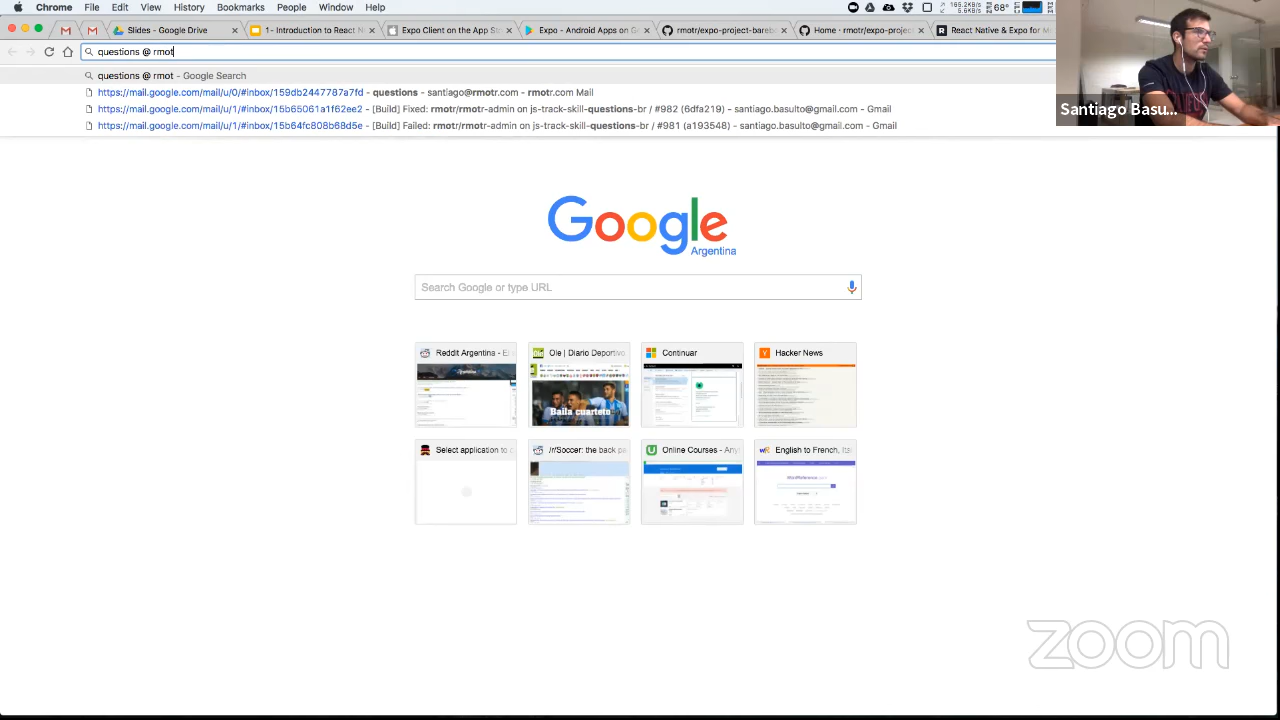 Chrome File Edit View History Bookmarks People Window Help 68°
Slides - Google Drive 1- Introduction to React N Expo Client on the App S Expo - Android Apps on G rmotr/expo-project-bareb Home · rmotr/expo-projec React Native & Expo for M
questions @ rmot
questions @ rmot - Google Search
https://mail.google.com/mail/u/0/#inbox/159db2447787a7fd - questions - santiago@rmotr.com - rmotr.com Mail
https://mail.google.com/mail/u/1/#inbox/15b65061a1f62ee2 - [Build] Fixed: rmotr/rmotr-admin on js-track-skill-questions-br / #982 (6dfa219) - santiago.basulto@gmail.com - Gmail
https://mail.google.com/mail/u/1/#inbox/15b64fc808b68d5e - [Build] Failed: rmotr/rmotr-admin on js-track-skill-questions-br / #981 (a193548) - santiago.basulto@gmail.com - Gmail
Santiago Basu...
Google
Argentina
Search Google or type URL
Reddit Argentina - El Ole | Diario Deportivo Continuar Hacker News
Baila cuarteto
Select application to /r/Soccer: the back pa Online Courses - Any English to French, Ita
zoom